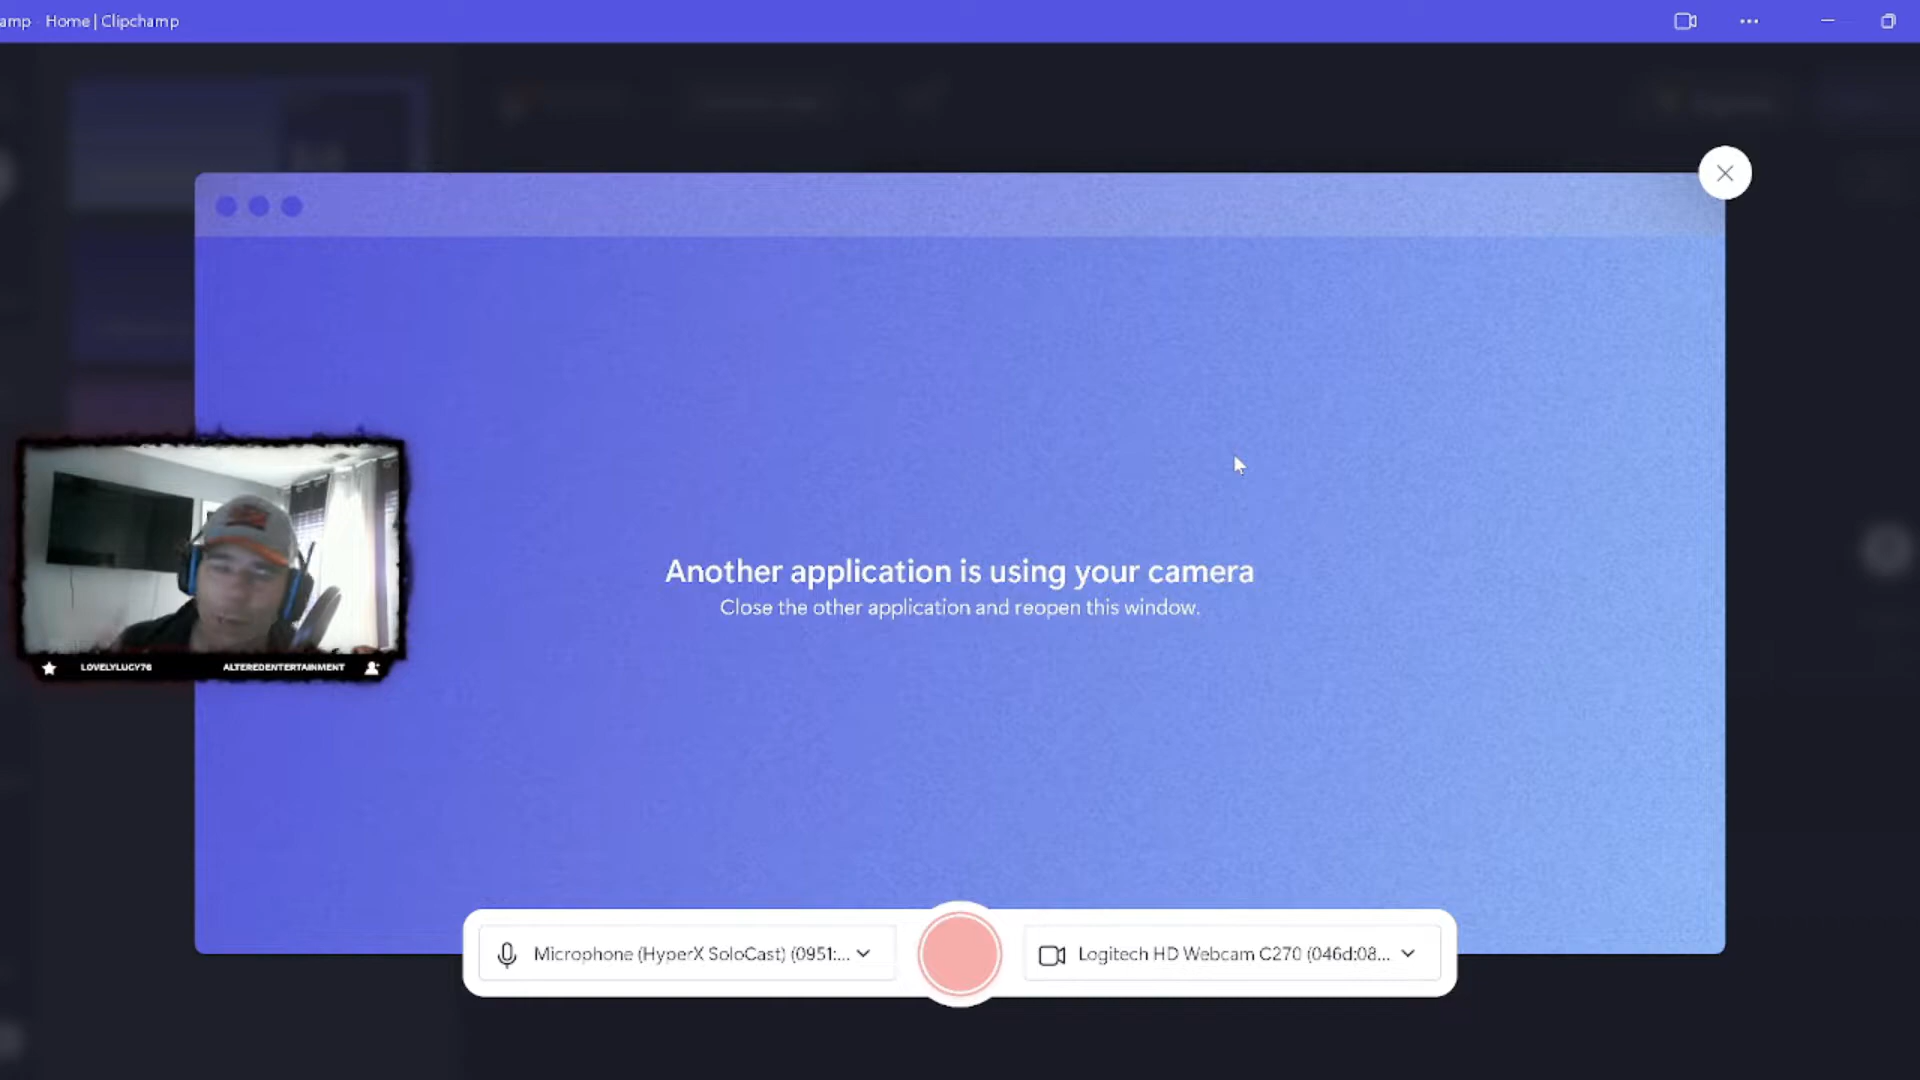 amp
Home | Clipchamp
Another application is using your camera
Close the other application and reopen this window.
LOVELYLUCY76
ALTEREDENTERTAINMENT
Microphone (HyperX SoloCast) (0951:...
Logitech HD Webcam C270 (046d:08...